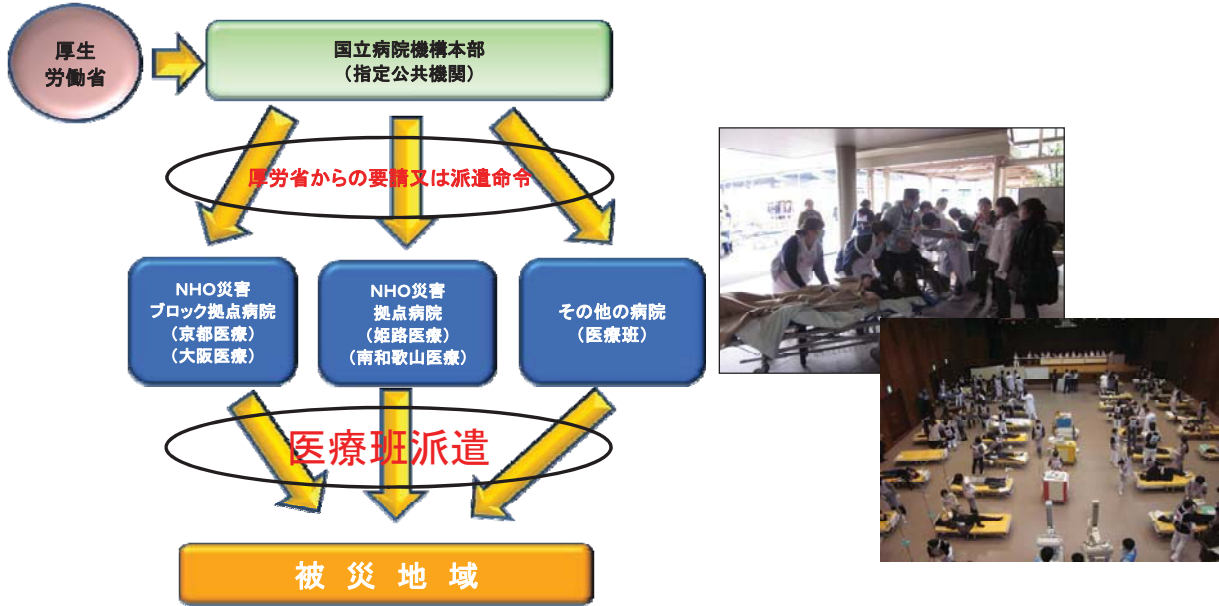 厚生
労働省
国立病院機構本部
（指定公共機関）
厚労省からの要請又は派遣命令
NHO災害
ブロック拠点病院
（京都医療）
（大阪医療）
NHO災害
拠点病院
（姫路医療）
（南和歌山医療）
その他の病院
（医療班）
医療班派遣
被 災 地 域